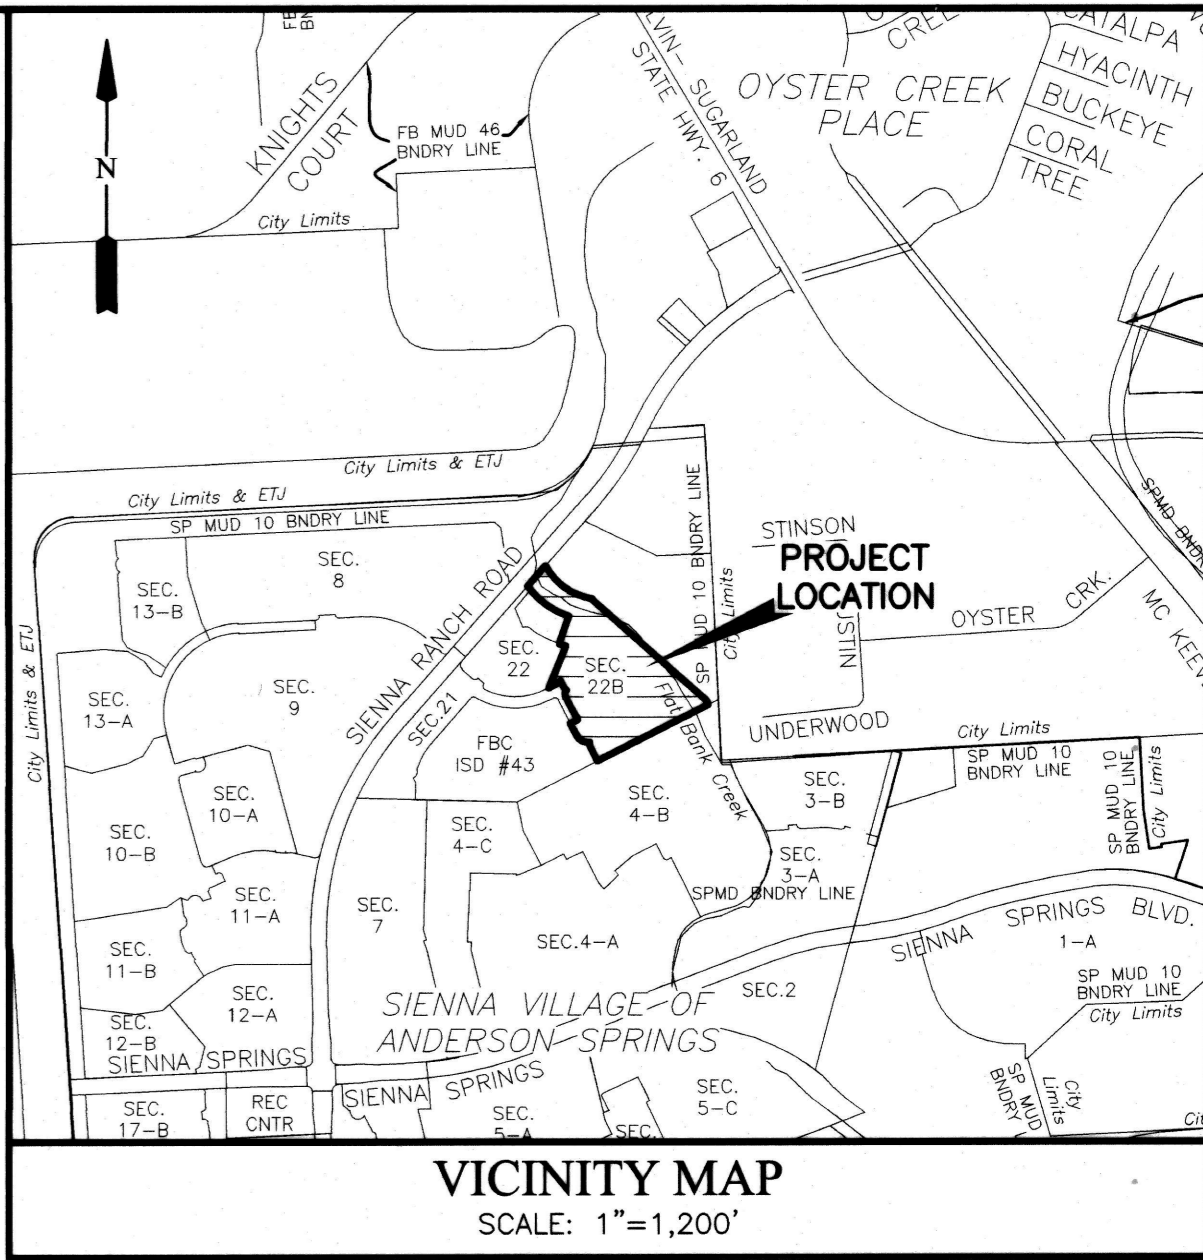 KNIGHTS
COURT
N
FB MUD 46
BNDRY LINE
City Limits
SUGARLAND
STATE HWY. 6
OYSTER CREEK
PLACE
CATALPA
HYACINTH
BUCKEYE
CORAL
TREE
City Limits & ETJ
City Limits & ETJ
SP MUD 10 BNDRY LINE
SP MUD 10 BNDRY LINE
City Limits
STINSON
PROJECT
LOCATION
OYSTER CRK.
UNDERWOOD
SEC.
13-B
SEC.
8
SIENNA RANCH ROAD
SEC.
22
SEC.
22B
Flat Bank Creek
City Limits & ETJ
SEC.
13-A
SEC.
9
SEC.21
FBC
ISD #43
City Limits
SP MUD 10
BNDRY LINE
SP MUD 10
BNDRY LINE
City Limits
SEC.
10-A
SEC.
10-B
SEC.
4-C
SEC.
4-B
SEC.
3-B
SEC.
3-A
SPMD BNDRY LINE
SEC.
11-A
SEC.
7
SEC.4-A
SEC.
11-B
SIENNA SPRINGS BLVD.
1-A
SP MUD 10
BNDRY LINE
City Limits
SEC.
12-A
SEC.2
SIENNA VILLAGE OF
ANDERSON SPRINGS
SEC.
12-B
SIENNA SPRINGS
SIENNA SPRINGS
SEC.
17-B
REC
CNTR
SEC.
5-A
SEC.
SEC.
5-C
SP MUD
BNDRY
City
Limits
VICINITY MAP
SCALE: 1"=1,200'